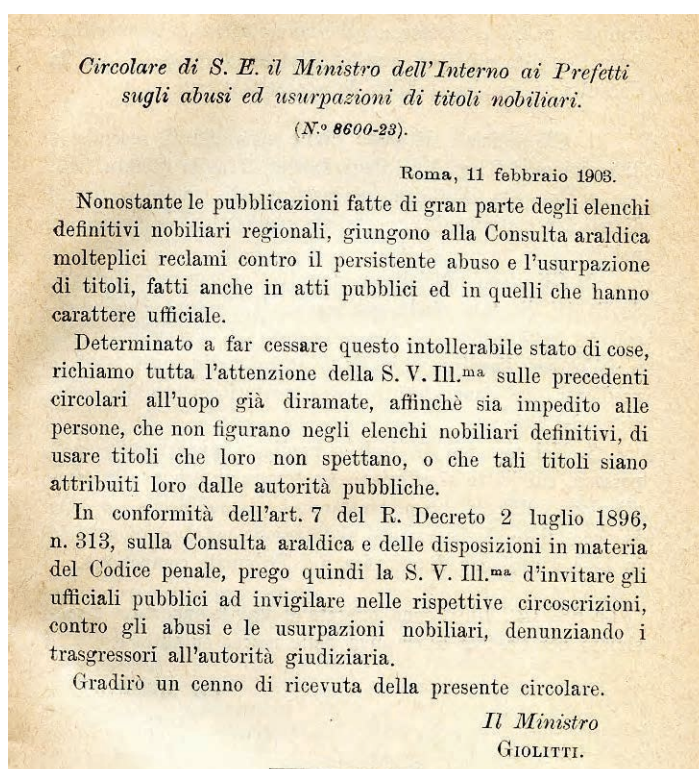 Circolare di S. E. il Ministro dell'Interno ai Prefetti
sugli abusi ed usurpazioni di titoli nobiliari.
(N.º 8600-23).
Roma, 11 febbraio 1903.
Nonostante le pubblicazioni fatte di gran parte degli elenchi
definitivi nobiliari regionali, giungono alla Consulta araldica
molteplici reclami contro il persistente abuso e l'usurpazione
di titoli, fatti anche in atti pubblici ed in quelli che hanno
carattere ufficiale.
Determinato a far cessare questo intollerabile stato di cose,
richiamo tutta l'attenzione della S. V. Ill.ᵐᵃ sulle precedenti
circolari all'uopo già diramate, affinchè sia impedito alle
persone, che non figurano negli elenchi nobiliari definitivi, di
usare titoli che loro non spettano, o che tali titoli siano
attribuiti loro dalle autorità pubbliche.
In conformità dell'art. 7 del R. Decreto 2 luglio 1896,
n. 313, sulla Consulta araldica e delle disposizioni in materia
del Codice penale, prego quindi la S. V. Ill.ᵐᵃ d'invitare gli
ufficiali pubblici ad invigilare nelle rispettive circoscrizioni,
contro gli abusi e le usurpazioni nobiliari, denunziando i
trasgressori all'autorità giudiziaria.
Gradirò un cenno di ricevuta della presente circolare.
Il Ministro
GIOLITTI.